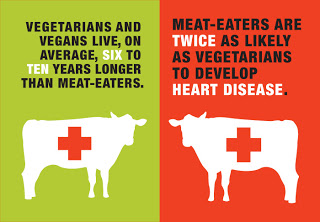 VEGETARIANS AND
VEGANS LIVE, ON
AVERAGE, SIX TO
TEN YEARS LONGER
THAN MEAT-EATERS.
MEAT-EATERS ARE
TWICE AS LIKELY
AS VEGETARIANS
TO DEVELOP
HEART DISEASE.